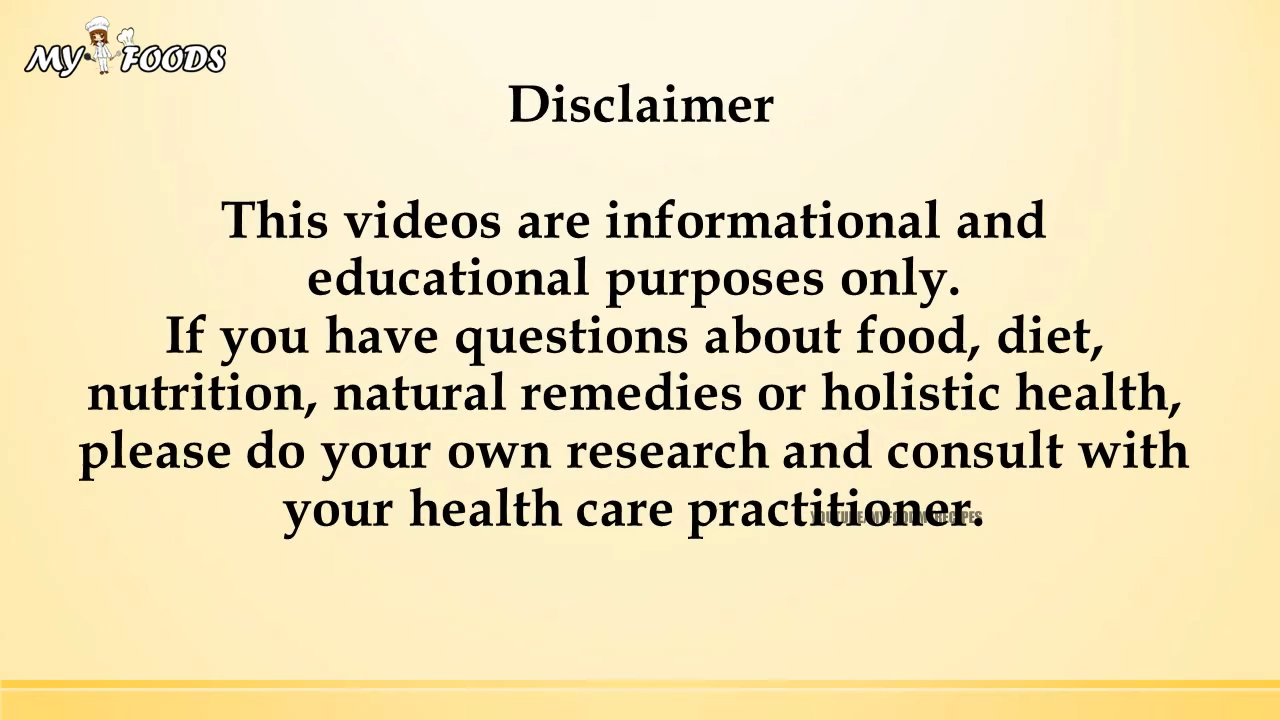 MY FOODS
Disclaimer
This videos are informational and
educational purposes only.
If you have questions about food, diet,
nutrition, natural remedies or holistic health,
please do your own research and consult with
your health care practitioner.